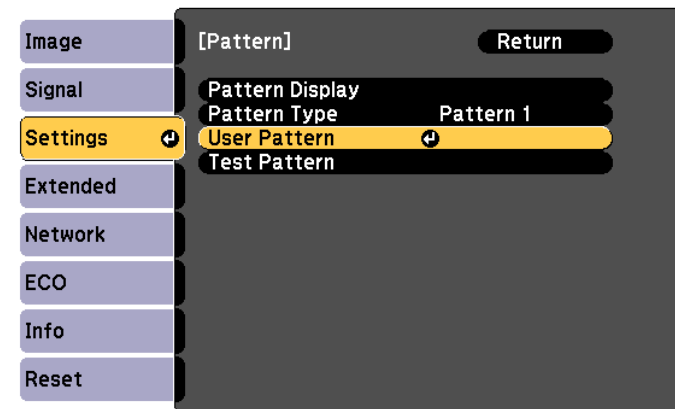 Image
Signal
Settings
Extended
Network
ECO
Info
Reset
[Pattern] Return
Pattern Display
Pattern Type Pattern 1
User Pattern
Test Pattern